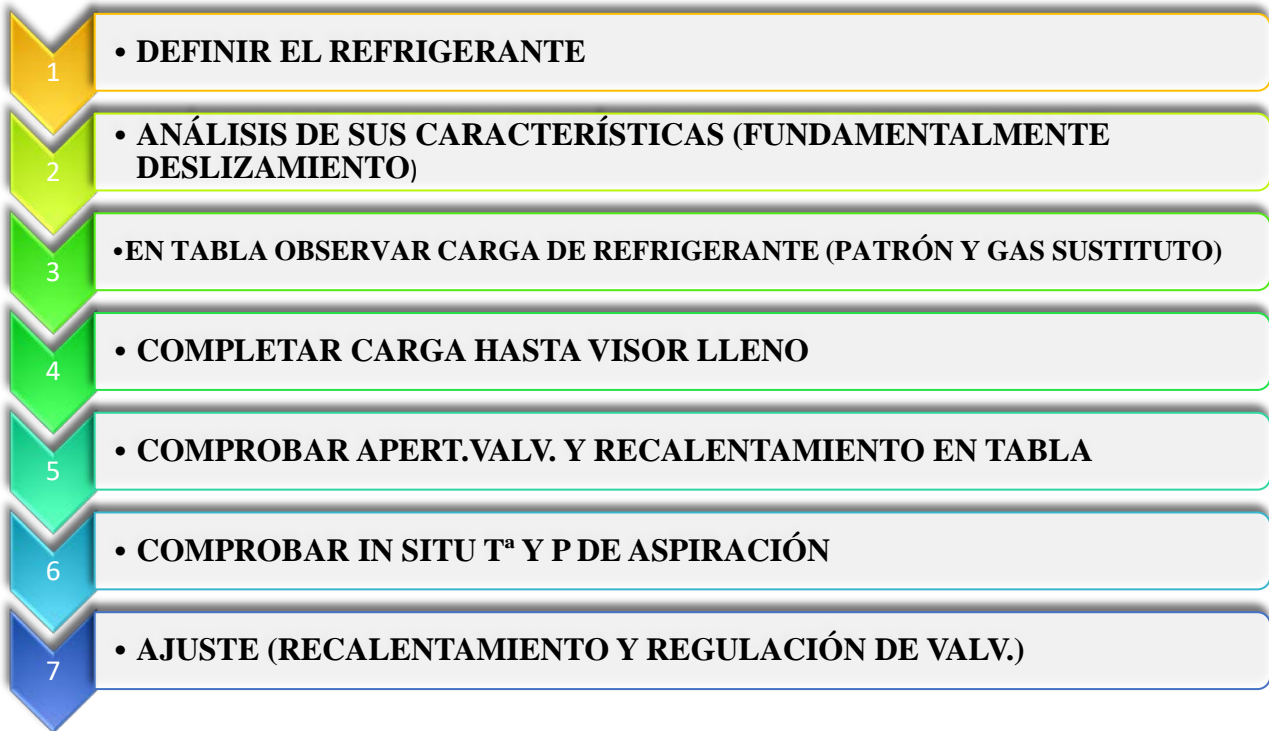 1
• DEFINIR EL REFRIGERANTE
2
• ANÁLISIS DE SUS CARACTERÍSTICAS (FUNDAMENTALMENTE
DESLIZAMIENTO)
3
•EN TABLA OBSERVAR CARGA DE REFRIGERANTE (PATRÓN Y GAS SUSTITUTO)
4
• COMPLETAR CARGA HASTA VISOR LLENO
5
• COMPROBAR APERT.VALV. Y RECALENTAMIENTO EN TABLA
6
• COMPROBAR IN SITU Tª Y P DE ASPIRACIÓN
7
• AJUSTE (RECALENTAMIENTO Y REGULACIÓN DE VALV.)